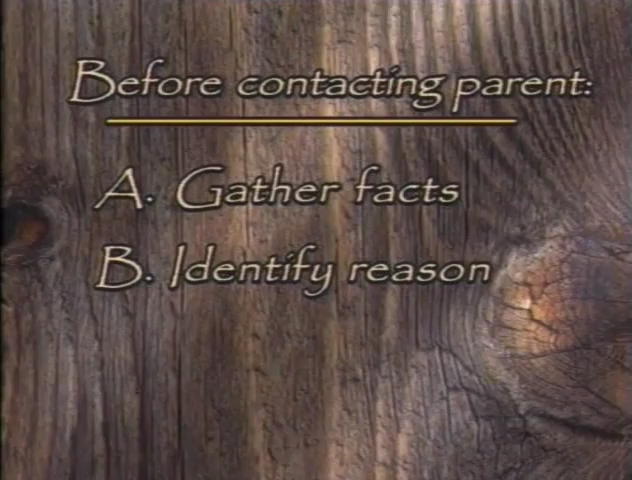 Before contacting parent:
A. Gather facts
B. Identify reason